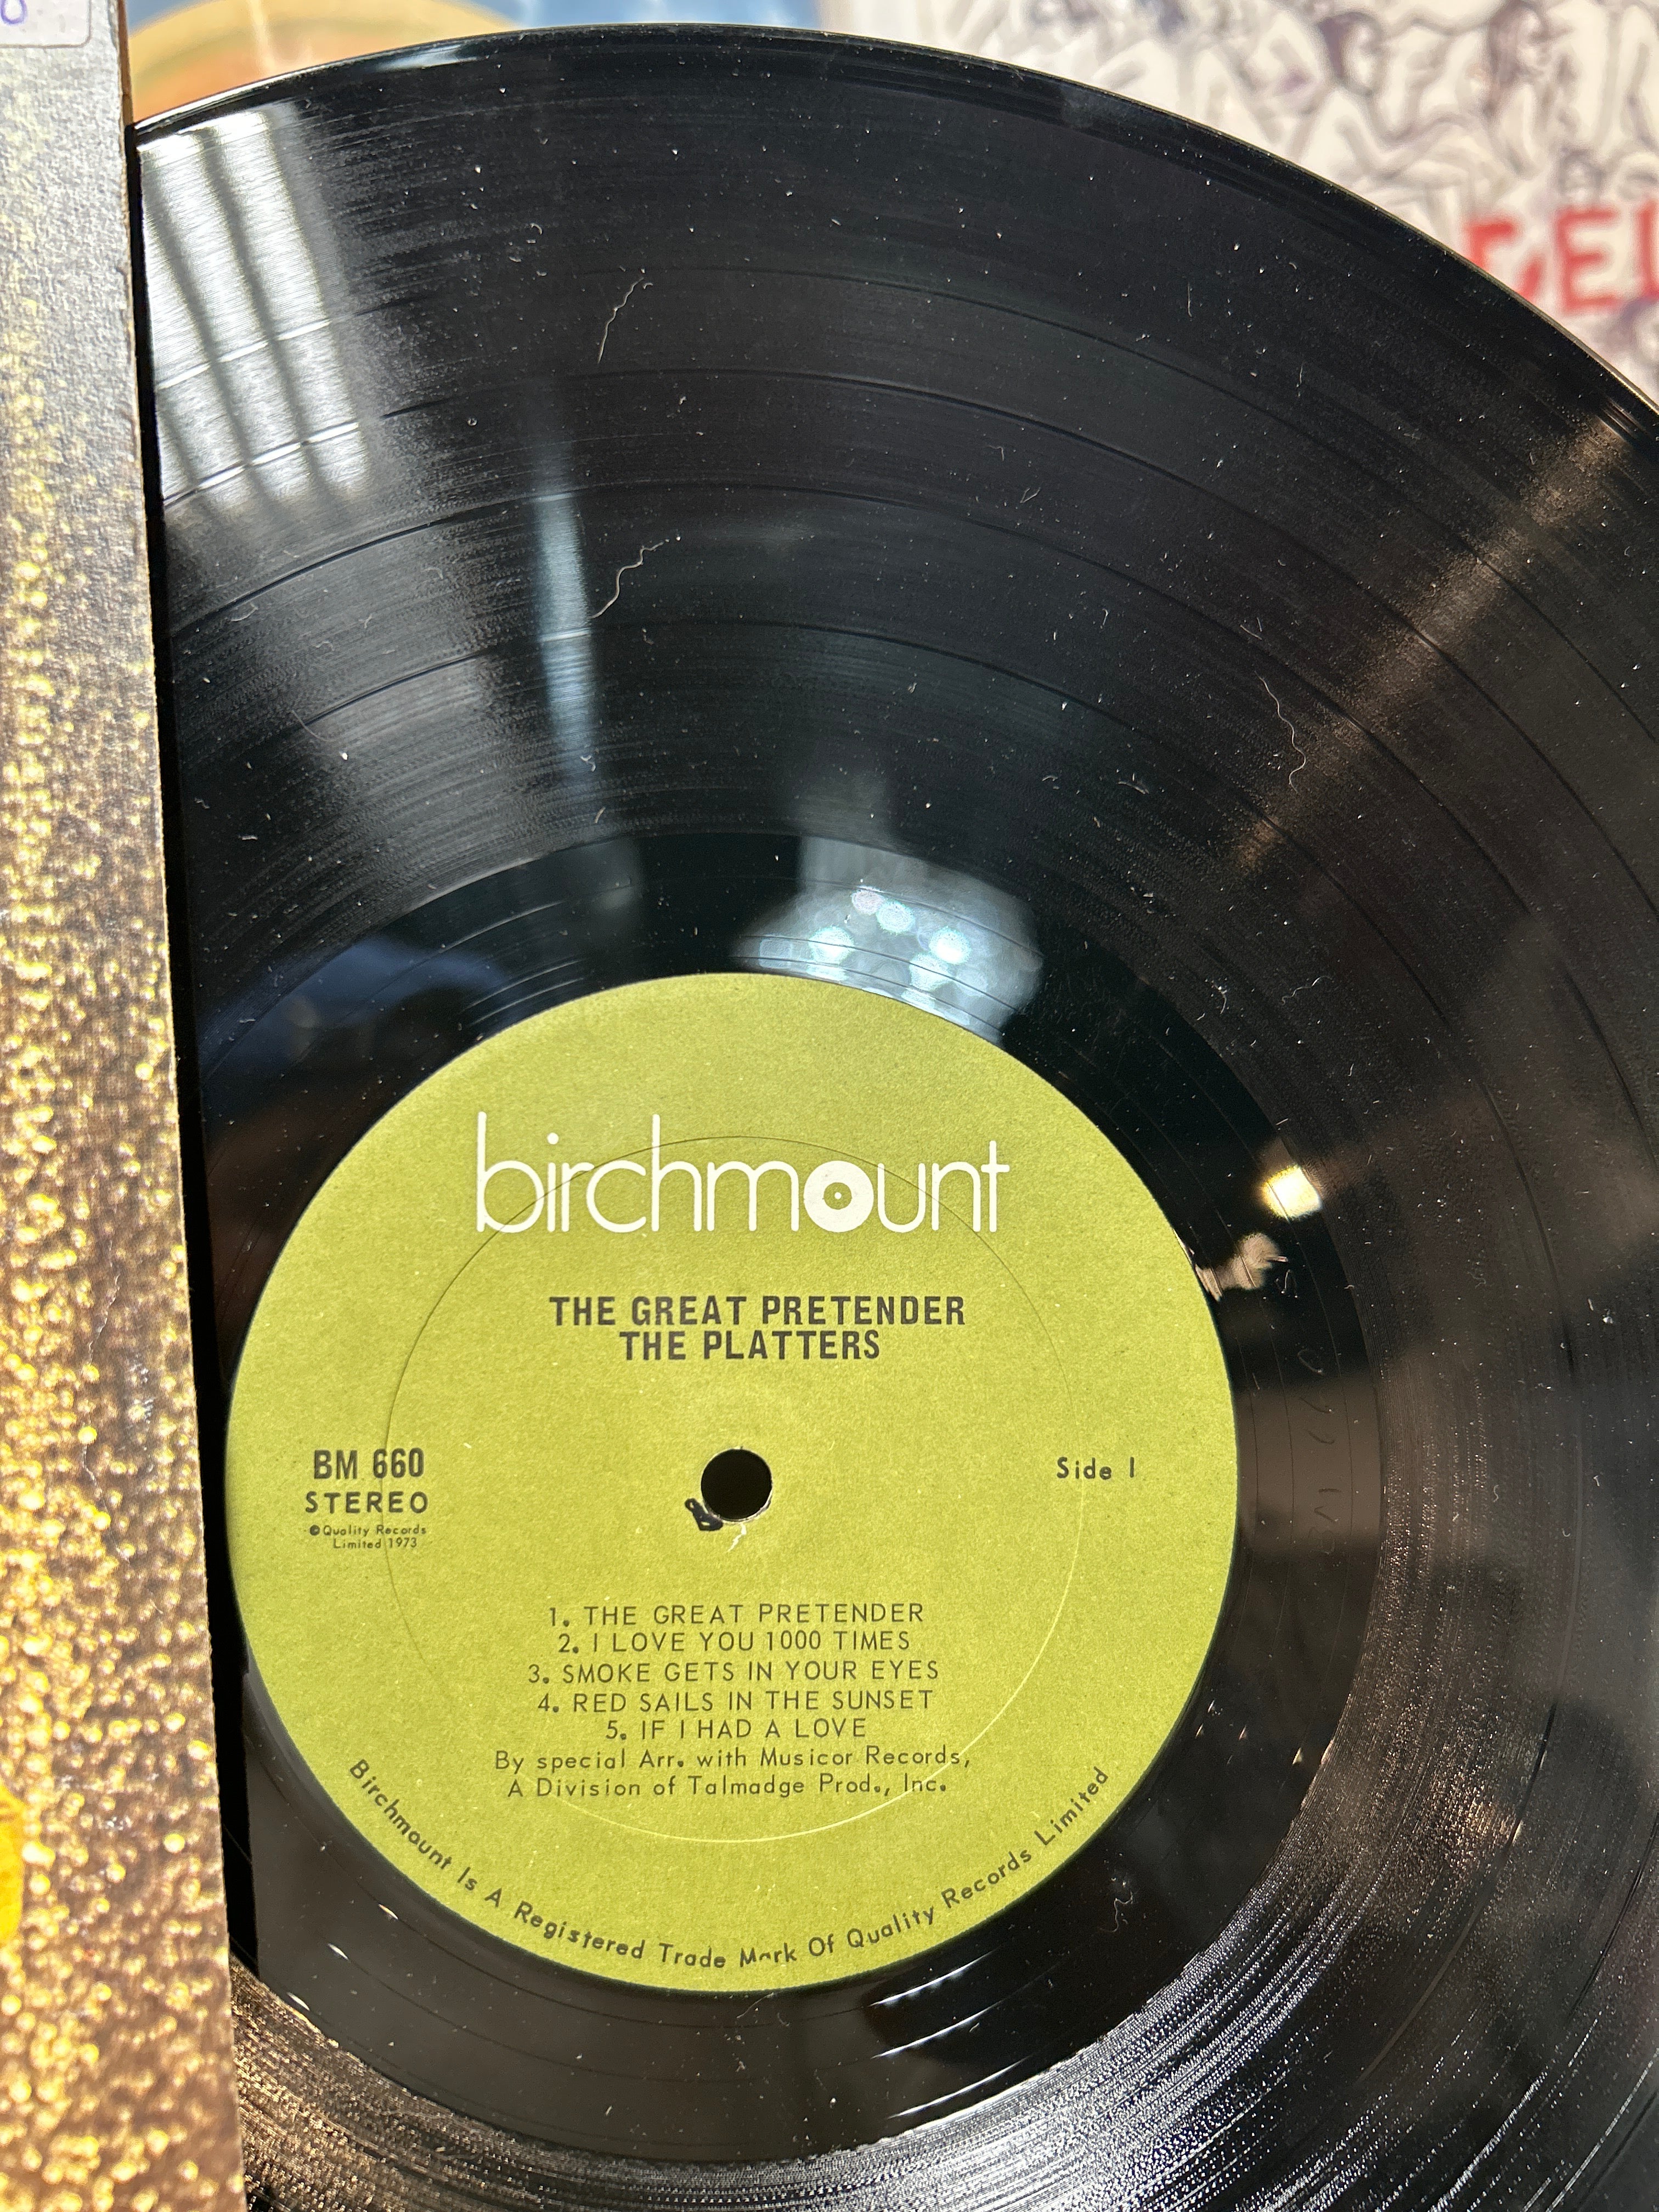 birchmount
THE GREAT PRETENDER
THE PLATTERS
BM 660
STEREO
©Quality Records
Limited 1973
Side 1
1. THE GREAT PRETENDER
2. I LOVE YOU 1000 TIMES
3. SMOKE GETS IN YOUR EYES
4. RED SAILS IN THE SUNSET
5. IF I HAD A LOVE
By special Arr. with Musicor Records,
A Division of Talmadge Prod., Inc.
Birchmount Is A Registered Trade Mark Of Quality Records Limited